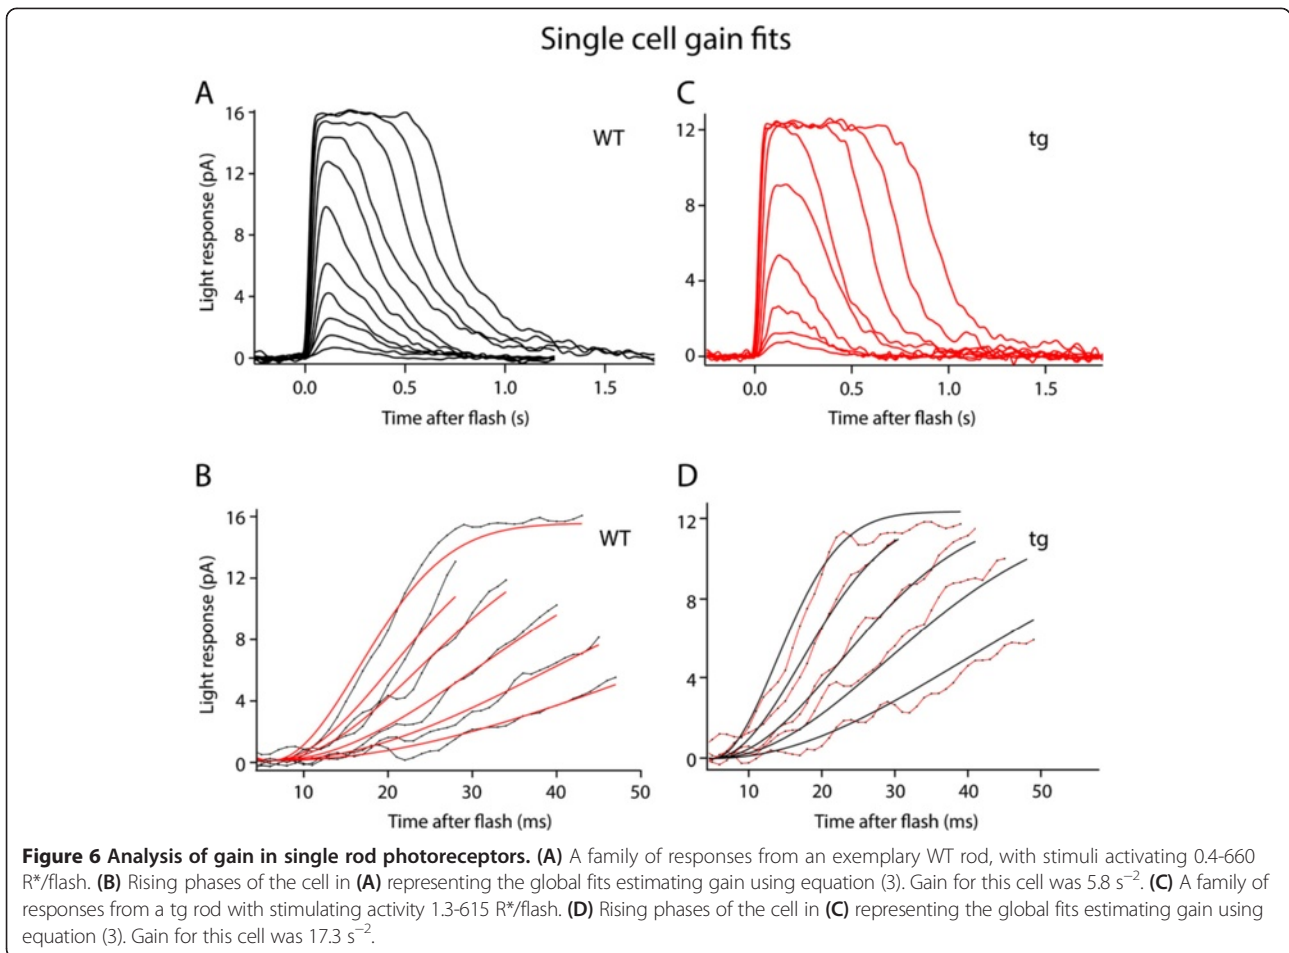 Single cell gain fits
A
WT
16
12
8
4
0
Light response (pA)
0.0 0.5 1.0 1.5
Time after flash (s)
C
tg
12
8
4
0
0.0 0.5 1.0 1.5
Time after flash (s)
B
WT
16
12
8
4
0
Light response (pA)
10 20 30 40 50
Time after flash (ms)
D
tg
12
8
4
0
10 20 30 40 50
Time after flash (ms)
Figure 6 Analysis of gain in single rod photoreceptors. (A) A family of responses from an exemplary WT rod, with stimuli activating 0.4-660
R*/flash. (B) Rising phases of the cell in (A) representing the global fits estimating gain using equation (3). Gain for this cell was 5.8 s⁻². (C) A family of
responses from a tg rod with stimulating activity 1.3-615 R*/flash. (D) Rising phases of the cell in (C) representing the global fits estimating gain using
equation (3). Gain for this cell was 17.3 s⁻².